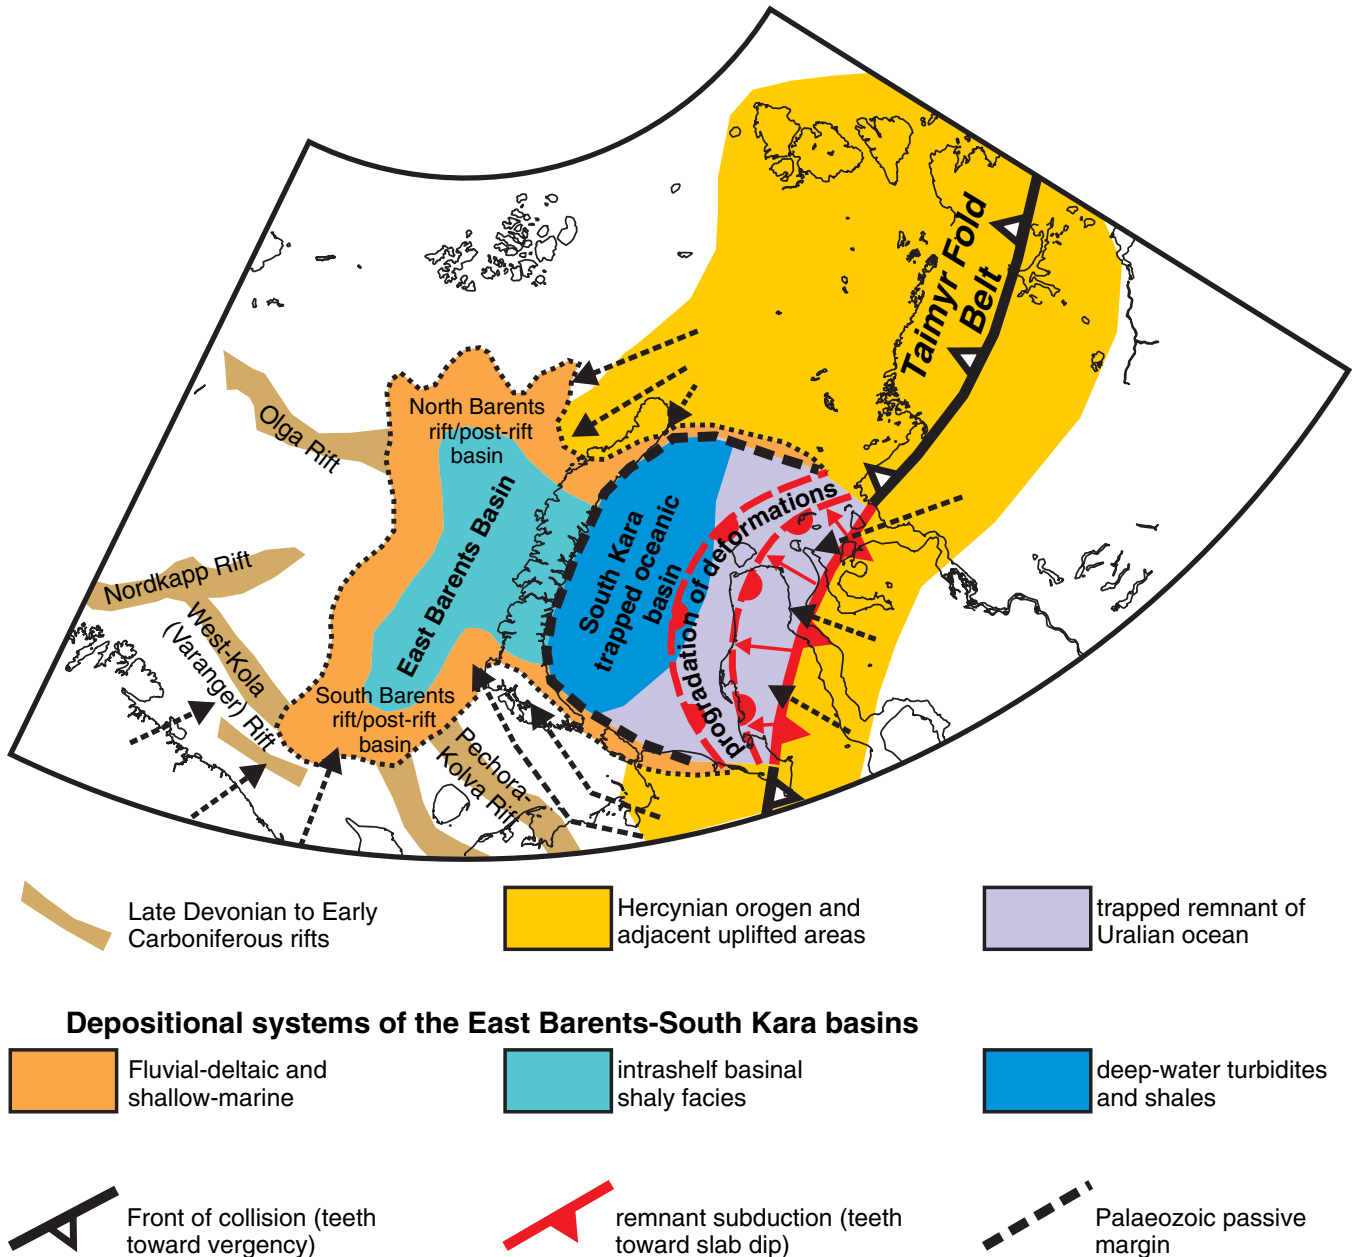 Taimyr Fold
Belt
North Barents
rift/post-rift
basin
Olga Rift
East Barents Basin
South Kara
trapped oceanic
basin
progradation of deformations
Nordkapp Rift
West-Kola
(Varanger) Rift
South Barents
rift/post-rift
basin
Pechora-
Kolva Rift
Late Devonian to Early
Carboniferous rifts
Hercynian orogen and
adjacent uplifted areas
trapped remnant of
Uralian ocean
Depositional systems of the East Barents-South Kara basins
Fluvial-deltaic and
shallow-marine
intrashelf basinal
shaly facies
deep-water turbidites
and shales
Front of collision (teeth
toward vergency)
remnant subduction (teeth
toward slab dip)
Palaeozoic passive
margin